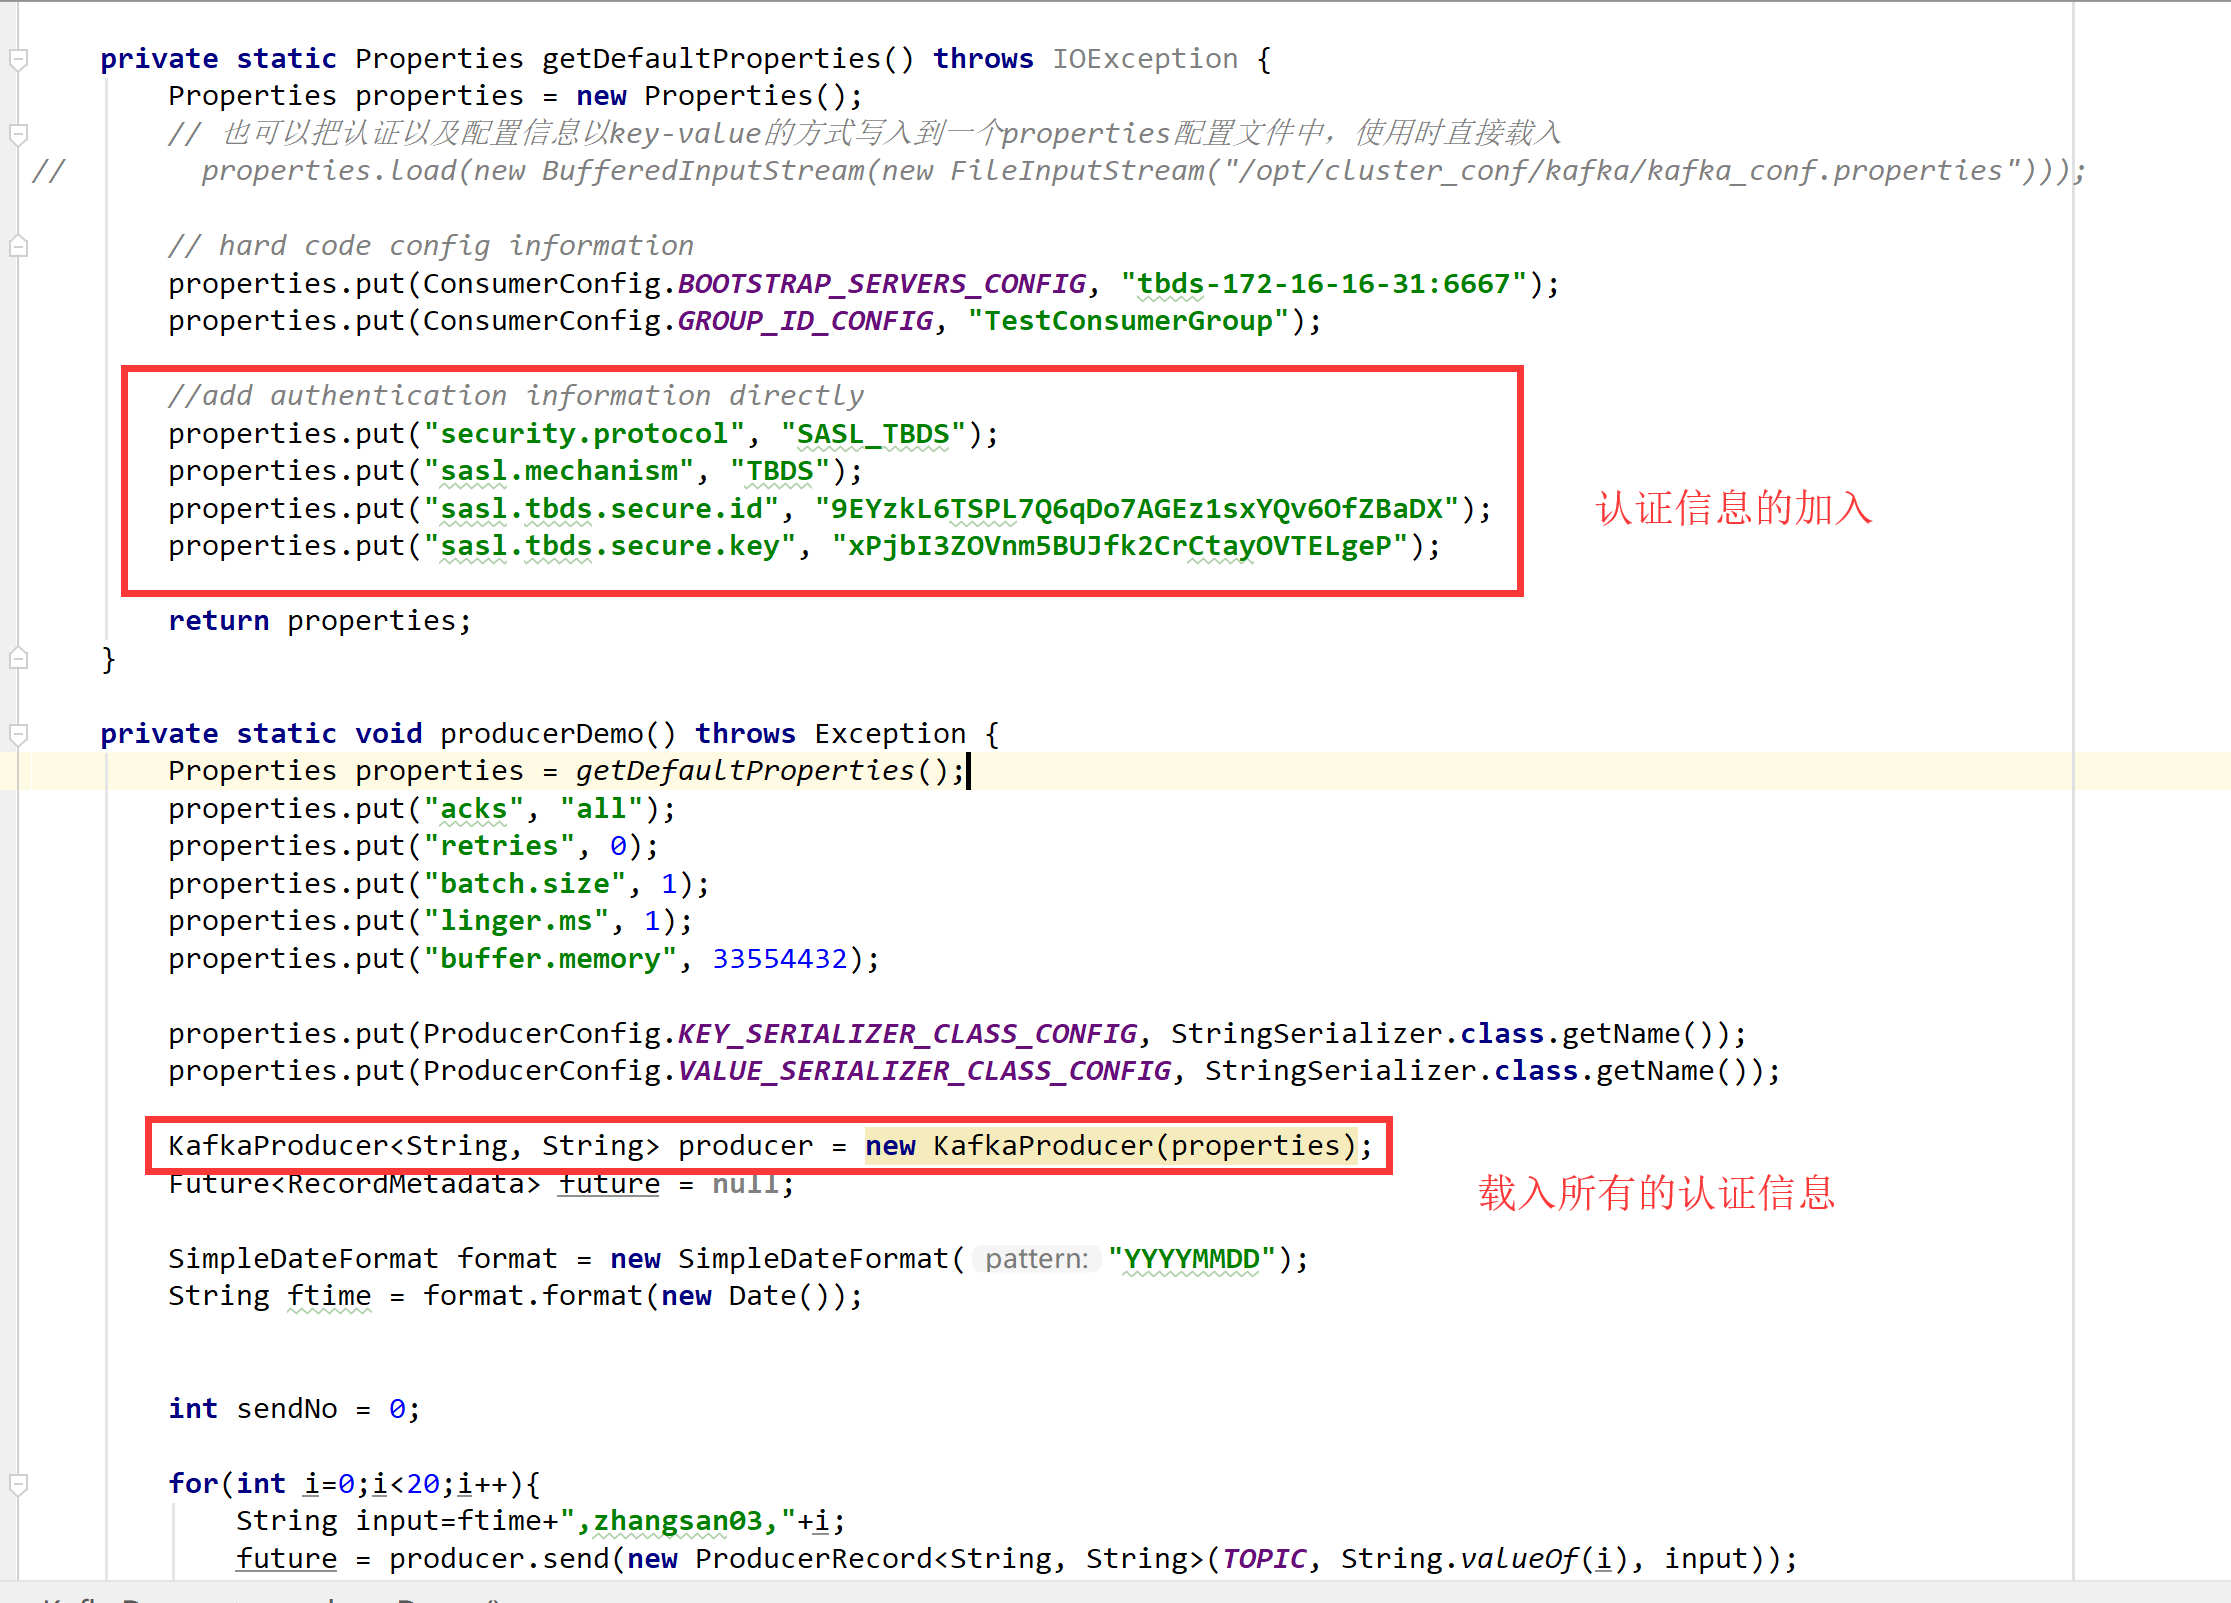 private static Properties getDefaultProperties() throws IOException {
Properties properties = new Properties();
// 也可以把认证以及配置信息以key-value的方式写入到一个properties配置文件中，使用时直接载入
// properties.load(new BufferedInputStream(new FileInputStream("/opt/cluster_conf/kafka/kafka_conf.properties")));
// hard code config information
properties.put(ConsumerConfig.BOOTSTRAP_SERVERS_CONFIG, "tbds-172-16-16-31:6667");
properties.put(ConsumerConfig.GROUP_ID_CONFIG, "TestConsumerGroup");
//add authentication information directly
properties.put("security.protocol", "SASL_TBDS");
properties.put("sasl.mechanism", "TBDS");
properties.put("sasl.tbds.secure.id", "9EYzkL6TSPL7Q6qDo7AGEz1sxYQv6OfZBaDX");
properties.put("sasl.tbds.secure.key", "xPjbI3ZOVnm5BUJfk2CrCtayOVTELgeP");
认证信息的加入
return properties;
}
private static void producerDemo() throws Exception {
Properties properties = getDefaultProperties();
properties.put("acks", "all");
properties.put("retries", 0);
properties.put("batch.size", 1);
properties.put("linger.ms", 1);
properties.put("buffer.memory", 33554432);
properties.put(ProducerConfig.KEY_SERIALIZER_CLASS_CONFIG, StringSerializer.class.getName());
properties.put(ProducerConfig.VALUE_SERIALIZER_CLASS_CONFIG, StringSerializer.class.getName());
KafkaProducer<String, String> producer = new KafkaProducer(properties);
Future<RecordMetadata> future = null;
载入所有的认证信息
SimpleDateFormat format = new SimpleDateFormat( pattern: "YYYYMMDD");
String ftime = format.format(new Date());
int sendNo = 0;
for(int i=0;i<20;i++){
String input=ftime+",zhangsan03,"+i;
future = producer.send(new ProducerRecord<String, String>(TOPIC, String.valueOf(i), input));